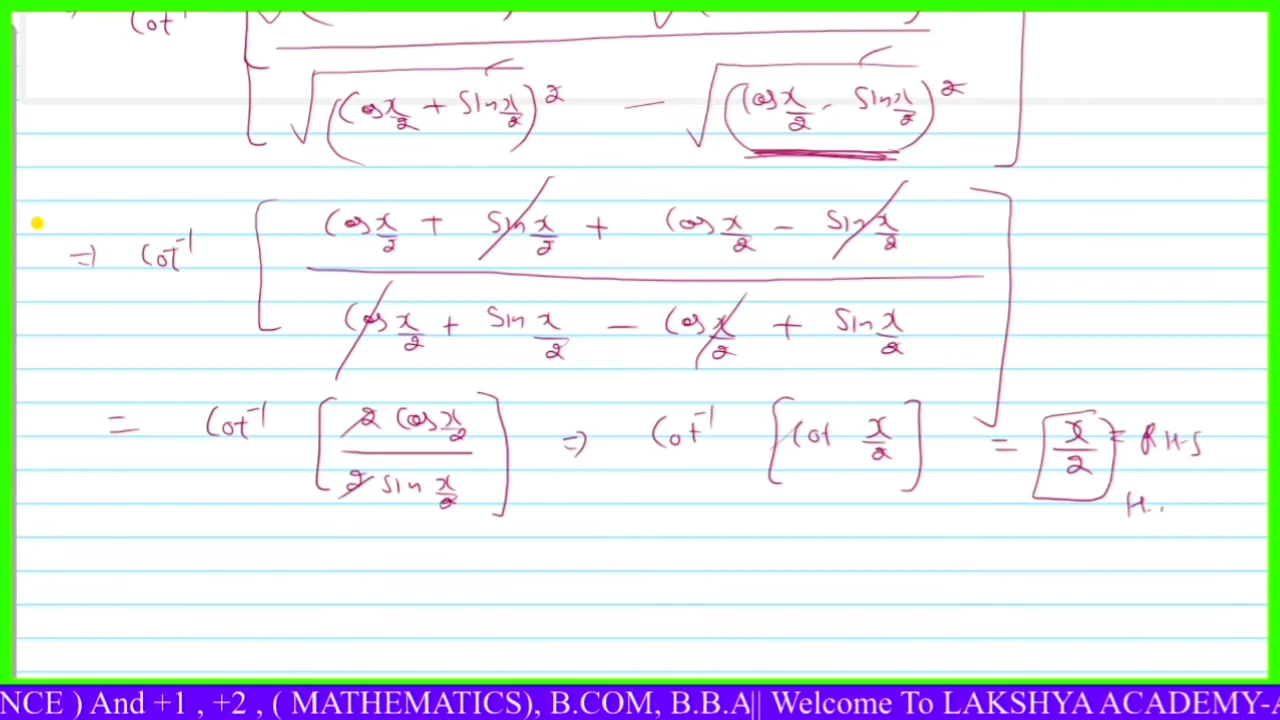 Cot⁻¹
√(Cos x/2 + Sin x/2)² — √(Cos x/2 - Sin x/2)²
⇒ Cot⁻¹ [ Cos x/2 + Sin x/2 + Cos x/2 - Sin x/2
Cos x/2 + Sin x/2 - Cos x/2 + Sin x/2 ]
= Cot⁻¹ [ 2 Cos x/2 / 2 Sin x/2 ] ⇒ Cot⁻¹ [ Cot x/2 ] = x/2 = RHS
H..
NCE ) And +1 , +2 , ( MATHEMATICS), B.COM, B.B.A|| Welcome To LAKSHYA ACADEMY-A